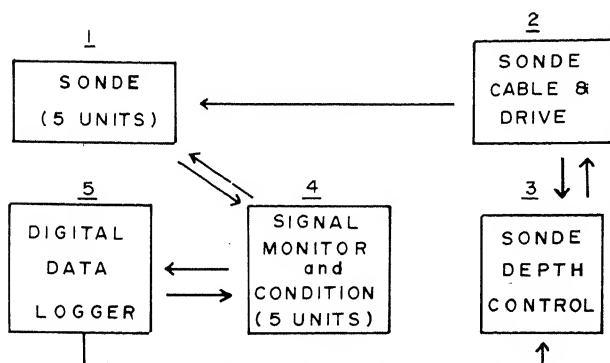 1
SONDE
(5 UNITS)
2
SONDE
CABLE &
DRIVE
5
DIGITAL
DATA
LOGGER
4
SIGNAL
MONITOR
and
CONDITION
(5 UNITS)
3
SONDE
DEPTH
CONTROL